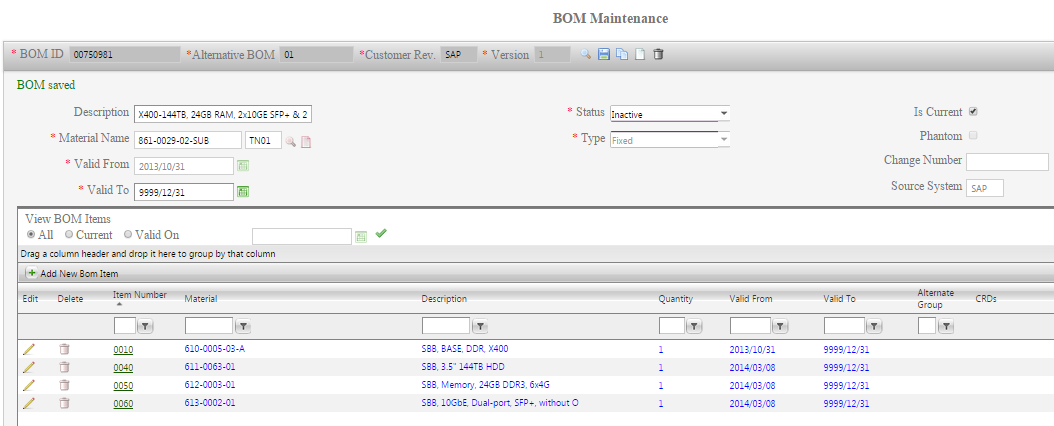 BOM Maintenance
* BOM ID 00750981 *Alternative BOM 01 *Customer Rev. SAP * Version 1
BOM saved
Description X400-144TB, 24GB RAM, 2x10GE SFP+ & 2 * Status Inactive Is Current
* Material Name 861-0029-02-SUB TN01 * Type Fixed Phantom
* Valid From 2013/10/31 Change Number
* Valid To 9999/12/31 Source System SAP
View BOM Items
All Current Valid On
Drag a column header and drop it here to group by that column
Add New Bom Item
Edit Delete Item Number Material Description Quantity Valid From Valid To Alternate Group CRDs
0010 610-0005-03-A SBB, BASE, DDR, X400 1 2013/10/31 9999/12/31
0040 611-0063-01 SBB, 3.5" 144TB HDD 1 2014/03/08 9999/12/31
0050 612-0003-01 SBB, Memory, 24GB DDR3, 6x4G 1 2014/03/08 9999/12/31
0060 613-0002-01 SBB, 10GbE, Dual-port, SFP+, without O 1 2014/03/08 9999/12/31